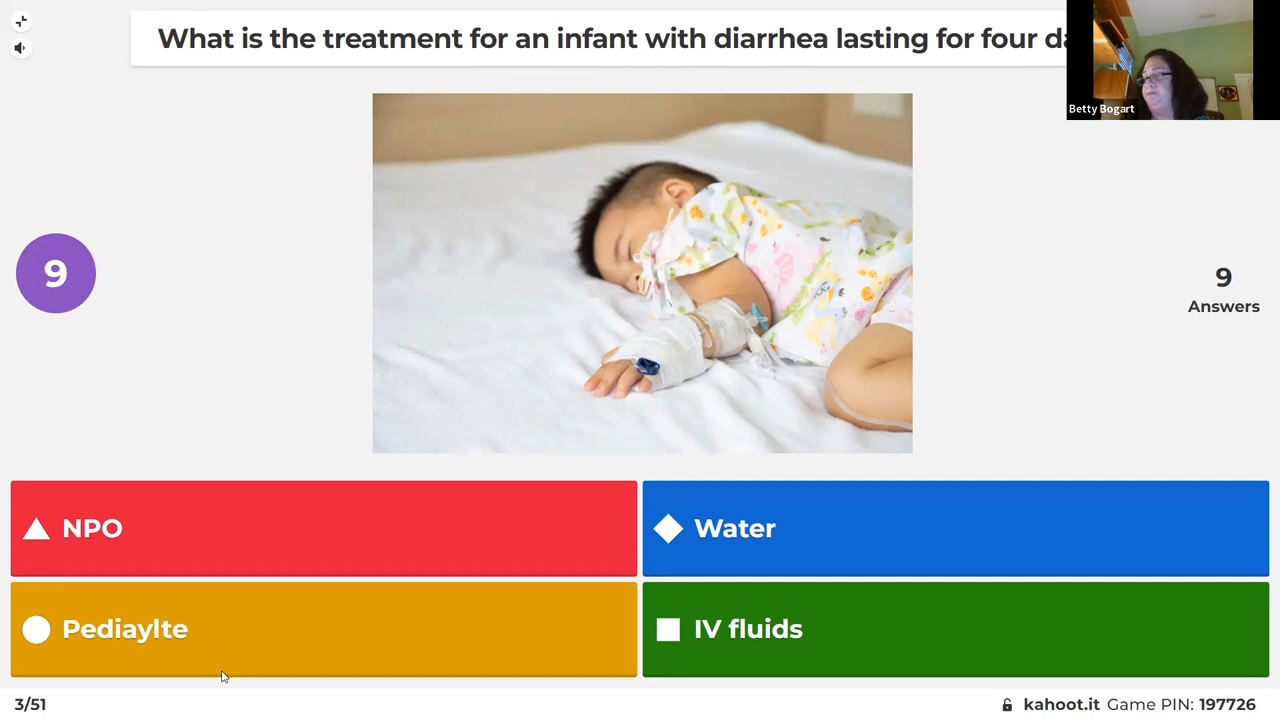 What is the treatment for an infant with diarrhea lasting for four
Betty Bogart
9
9
Answers
NPO
Water
Pediaylte
IV fluids
3/51
kahoot.it Game PIN: 197726